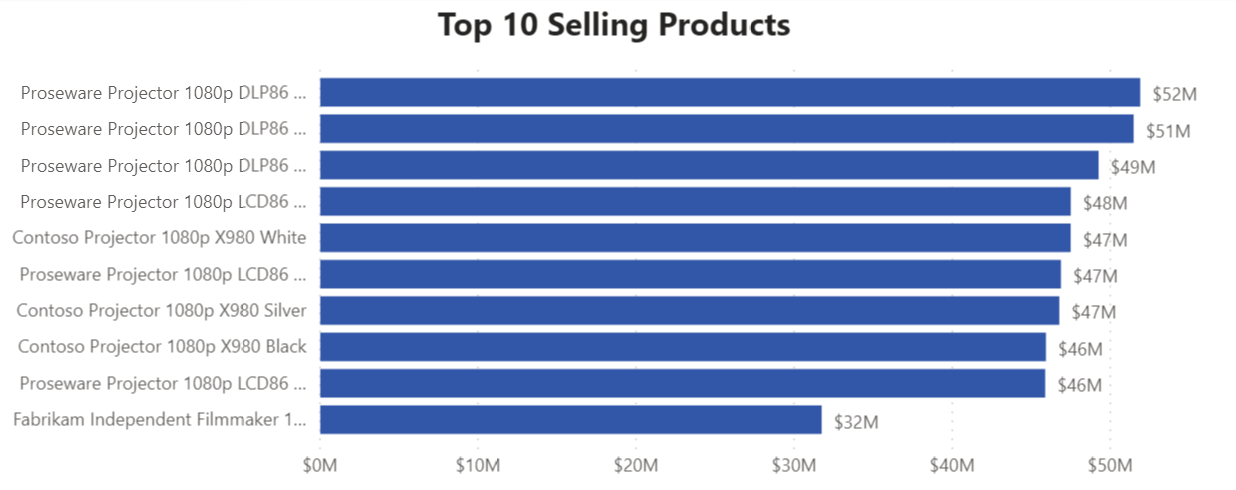 Top 10 Selling Products
Proseware Projector 1080p DLP86 ... $52M
Proseware Projector 1080p DLP86 ... $51M
Proseware Projector 1080p DLP86 ... $49M
Proseware Projector 1080p LCD86 ... $48M
Contoso Projector 1080p X980 White $47M
Proseware Projector 1080p LCD86 ... $47M
Contoso Projector 1080p X980 Silver $47M
Contoso Projector 1080p X980 Black $46M
Proseware Projector 1080p LCD86 ... $46M
Fabrikam Independent Filmmaker 1... $32M
$0M $10M $20M $30M $40M $50M